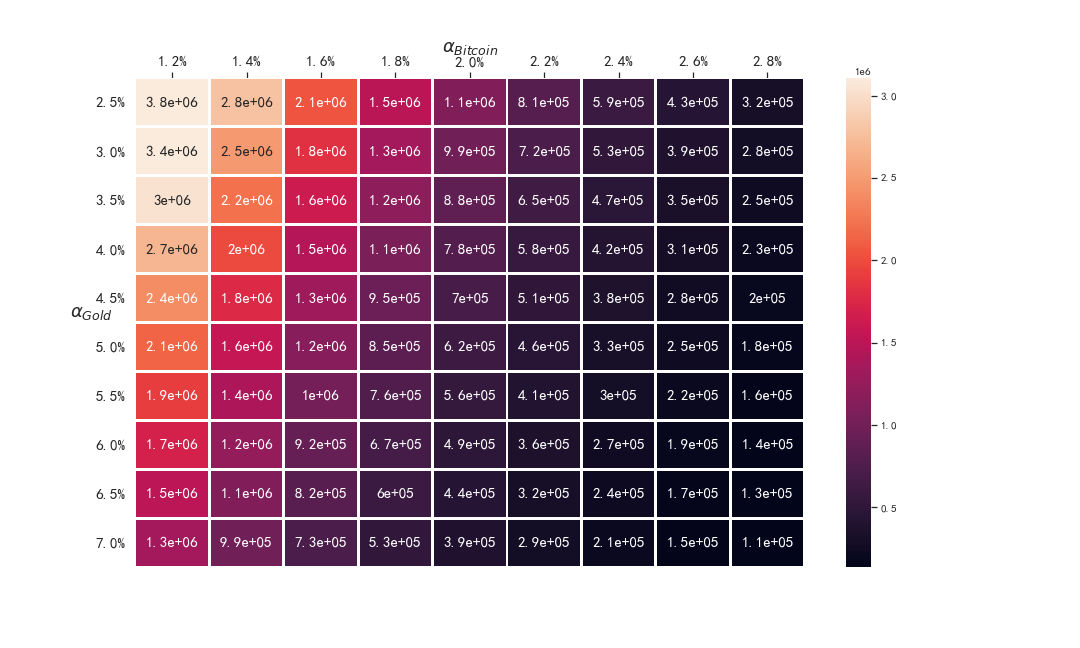 α_Bitcoin
1.2% 1.4% 1.6% 1.8% 2.0% 2.2% 2.4% 2.6% 2.8%
1e6
2.5% 3.8e+06 2.8e+06 2.1e+06 1.5e+06 1.1e+06 8.1e+05 5.9e+05 4.3e+05 3.2e+05
3.0% 3.4e+06 2.5e+06 1.8e+06 1.3e+06 9.9e+05 7.2e+05 5.3e+05 3.9e+05 2.8e+05
3.5% 3e+06 2.2e+06 1.6e+06 1.2e+06 8.8e+05 6.5e+05 4.7e+05 3.5e+05 2.5e+05
4.0% 2.7e+06 2e+06 1.5e+06 1.1e+06 7.8e+05 5.8e+05 4.2e+05 3.1e+05 2.3e+05
4.5% 2.4e+06 1.8e+06 1.3e+06 9.5e+05 7e+05 5.1e+05 3.8e+05 2.8e+05 2e+05
α_Gold
5.0% 2.1e+06 1.6e+06 1.2e+06 8.5e+05 6.2e+05 4.6e+05 3.3e+05 2.5e+05 1.8e+05
5.5% 1.9e+06 1.4e+06 1e+06 7.6e+05 5.6e+05 4.1e+05 3e+05 2.2e+05 1.6e+05
6.0% 1.7e+06 1.2e+06 9.2e+05 6.7e+05 4.9e+05 3.6e+05 2.7e+05 1.9e+05 1.4e+05
6.5% 1.5e+06 1.1e+06 8.2e+05 6e+05 4.4e+05 3.2e+05 2.4e+05 1.7e+05 1.3e+05
7.0% 1.3e+06 9.9e+05 7.3e+05 5.3e+05 3.9e+05 2.9e+05 2.1e+05 1.5e+05 1.1e+05
3.0
2.5
2.0
1.5
1.0
0.5